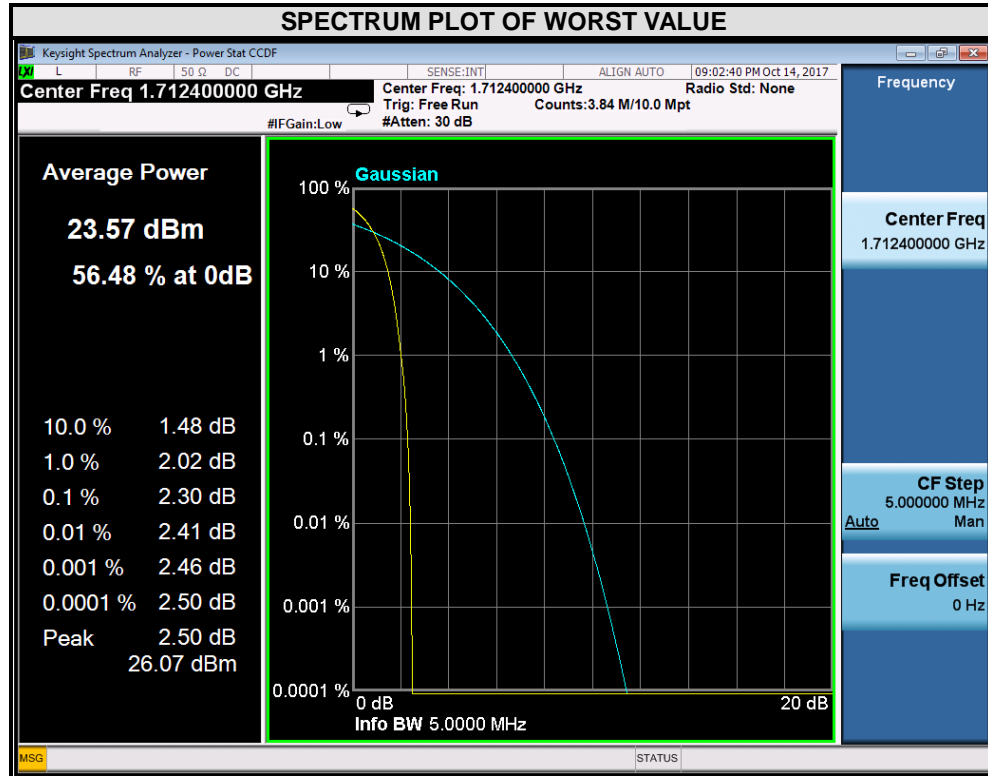 SPECTRUM PLOT OF WORST VALUE
Keysight Spectrum Analyzer - Power Stat CCDF
LXI L RF 50 Ω DC SENSE:INT ALIGN AUTO 09:02:40 PM Oct 14, 2017
Center Freq 1.712400000 GHz
Center Freq: 1.712400000 GHz Radio Std: None
Trig: Free Run Counts:3.84 M/10.0 Mpt
#IFGain:Low #Atten: 30 dB
Frequency
Average Power
23.57 dBm
56.48 % at 0dB
10.0 % 1.48 dB
1.0 % 2.02 dB
0.1 % 2.30 dB
0.01 % 2.41 dB
0.001 % 2.46 dB
0.0001 % 2.50 dB
Peak 2.50 dB
26.07 dBm
Gaussian
100 %
10 %
1 %
0.1 %
0.01 %
0.001 %
0.0001 %
0 dB 20 dB
Info BW 5.0000 MHz
Center Freq
1.712400000 GHz
CF Step
5.000000 MHz
Auto Man
Freq Offset
0 Hz
MSG STATUS